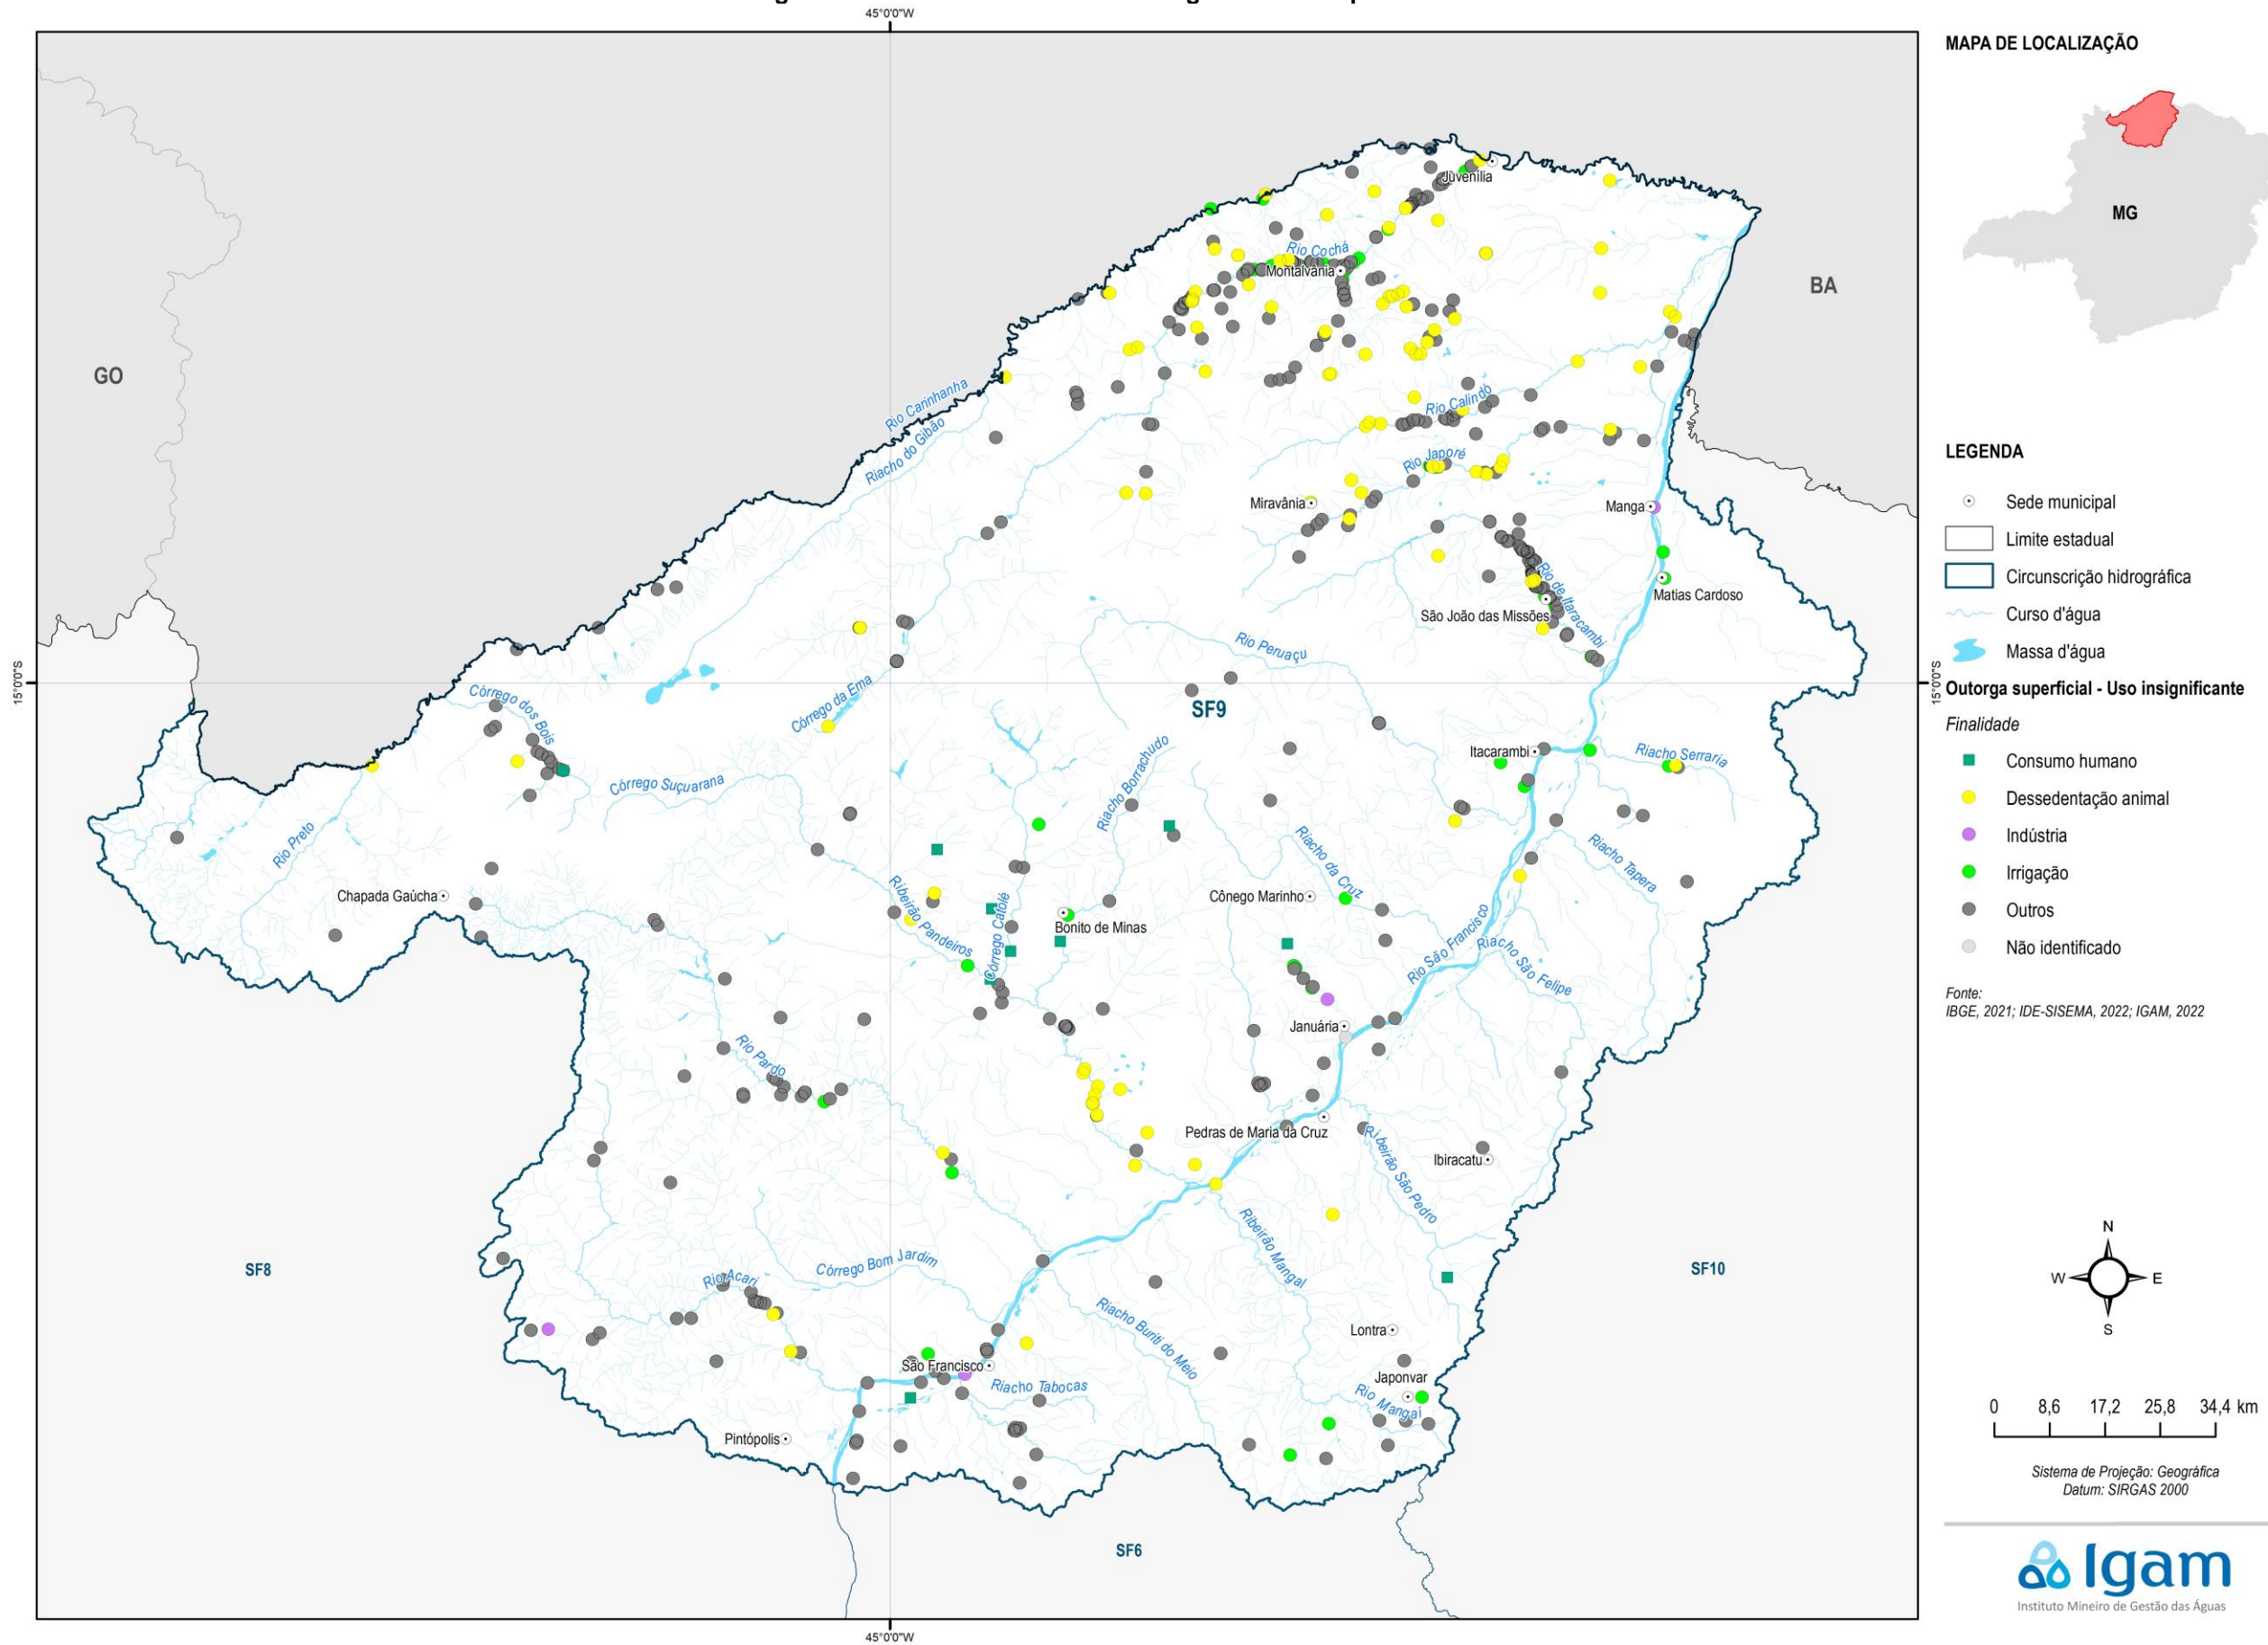 45°0'0"W
MAPA DE LOCALIZAÇÃO
MG
BA
GO
Juvenília
Rio Cochá
Montalvânia
Rio Carinhanha
Riacho do Gibão
Rio Calindó
Rio Japoré
Miravânia
Manga
Rio de Itaracambi
Matias Cardoso
São João das Missões
Rio Peruaçu
15°0'0"S
15°0'0"S
Córrego dos Bois
Córrego da Ema
SF9
Itacarambi
Riacho Serraria
Córrego Suçuarana
Riacho Borrachudo
Rio Preto
Riacho da Cruz
Riacho Tapera
Chapada Gaúcha
Ribeirão Pandeiros
Córrego Catolé
Cônego Marinho
Bonito de Minas
Rio São Francisco
Riacho São Felipe
Januária
Rio Pardo
Pedras de Maria da Cruz
Ribeirão São Pedro
Ibiracatu
Ribeirão Mangal
SF8
Córrego Bom Jardim
SF10
Rio Acari
Riacho Buriti do Meio
Lontra
São Francisco
Japonvar
Riacho Tabocas
Rio Mangaí
Pintópolis
SF6
45°0'0"W
LEGENDA
Sede municipal
Limite estadual
Circunscrição hidrográfica
Curso d'água
Massa d'água
Outorga superficial - Uso insignificante
Finalidade
Consumo humano
Dessedentação animal
Indústria
Irrigação
Outros
Não identificado
Fonte:
IBGE, 2021; IDE-SISEMA, 2022; IGAM, 2022
N
W E
S
0 8,6 17,2 25,8 34,4 km
Sistema de Projeção: Geográfica
Datum: SIRGAS 2000
Igam
Instituto Mineiro de Gestão das Águas